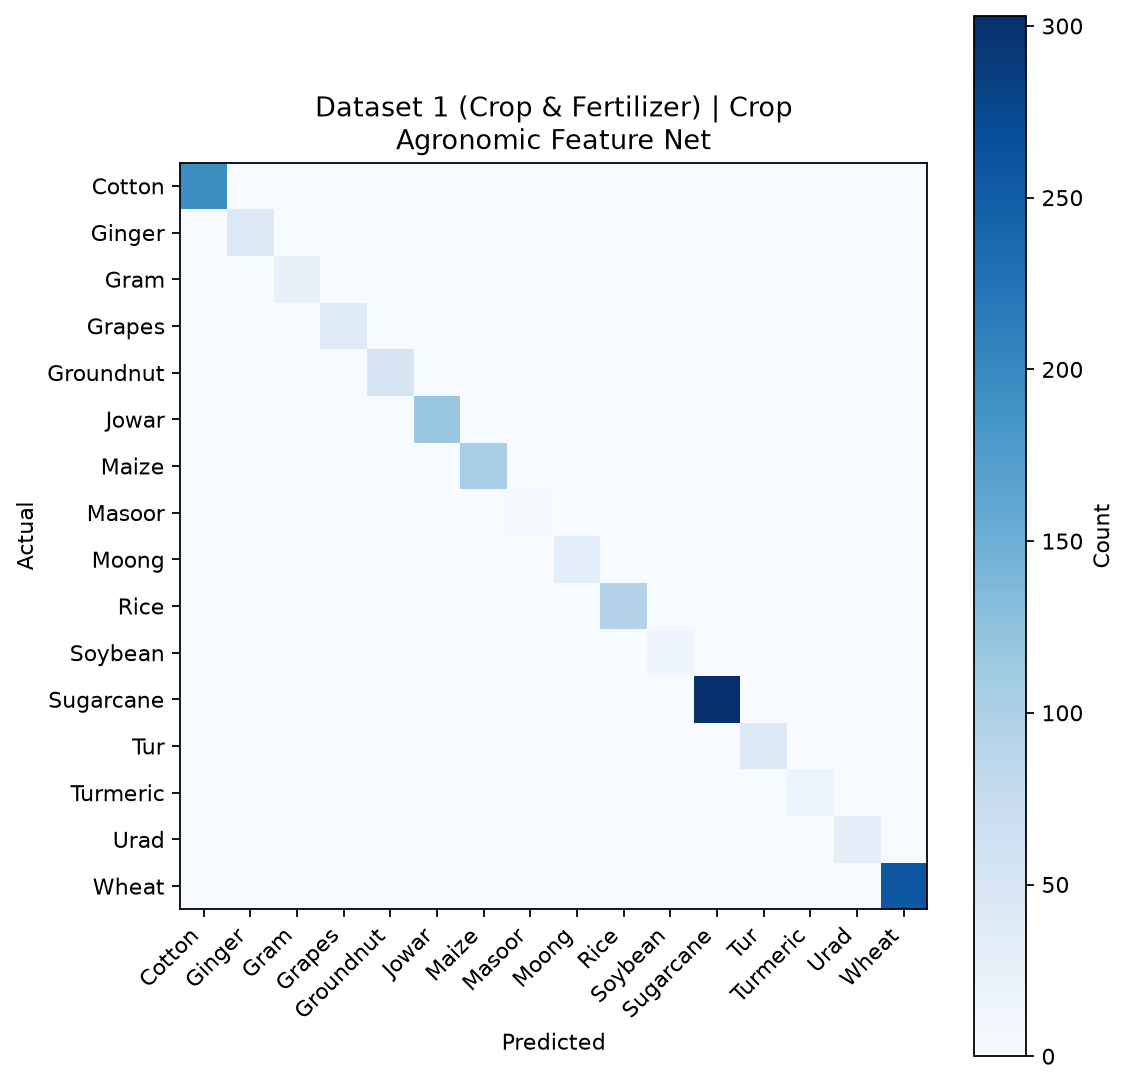 Dataset 1 (Crop & Fertilizer) | Crop
Agronomic Feature Net
Actual
Cotton
Ginger
Gram
Grapes
Groundnut
Jowar
Maize
Masoor
Moong
Rice
Soybean
Sugarcane
Tur
Turmeric
Urad
Wheat
Cotton
Ginger
Gram
Grapes
Groundnut
Jowar
Maize
Masoor
Moong
Rice
Soybean
Sugarcane
Tur
Turmeric
Urad
Wheat
Predicted
300
250
200
150
100
50
0
Count